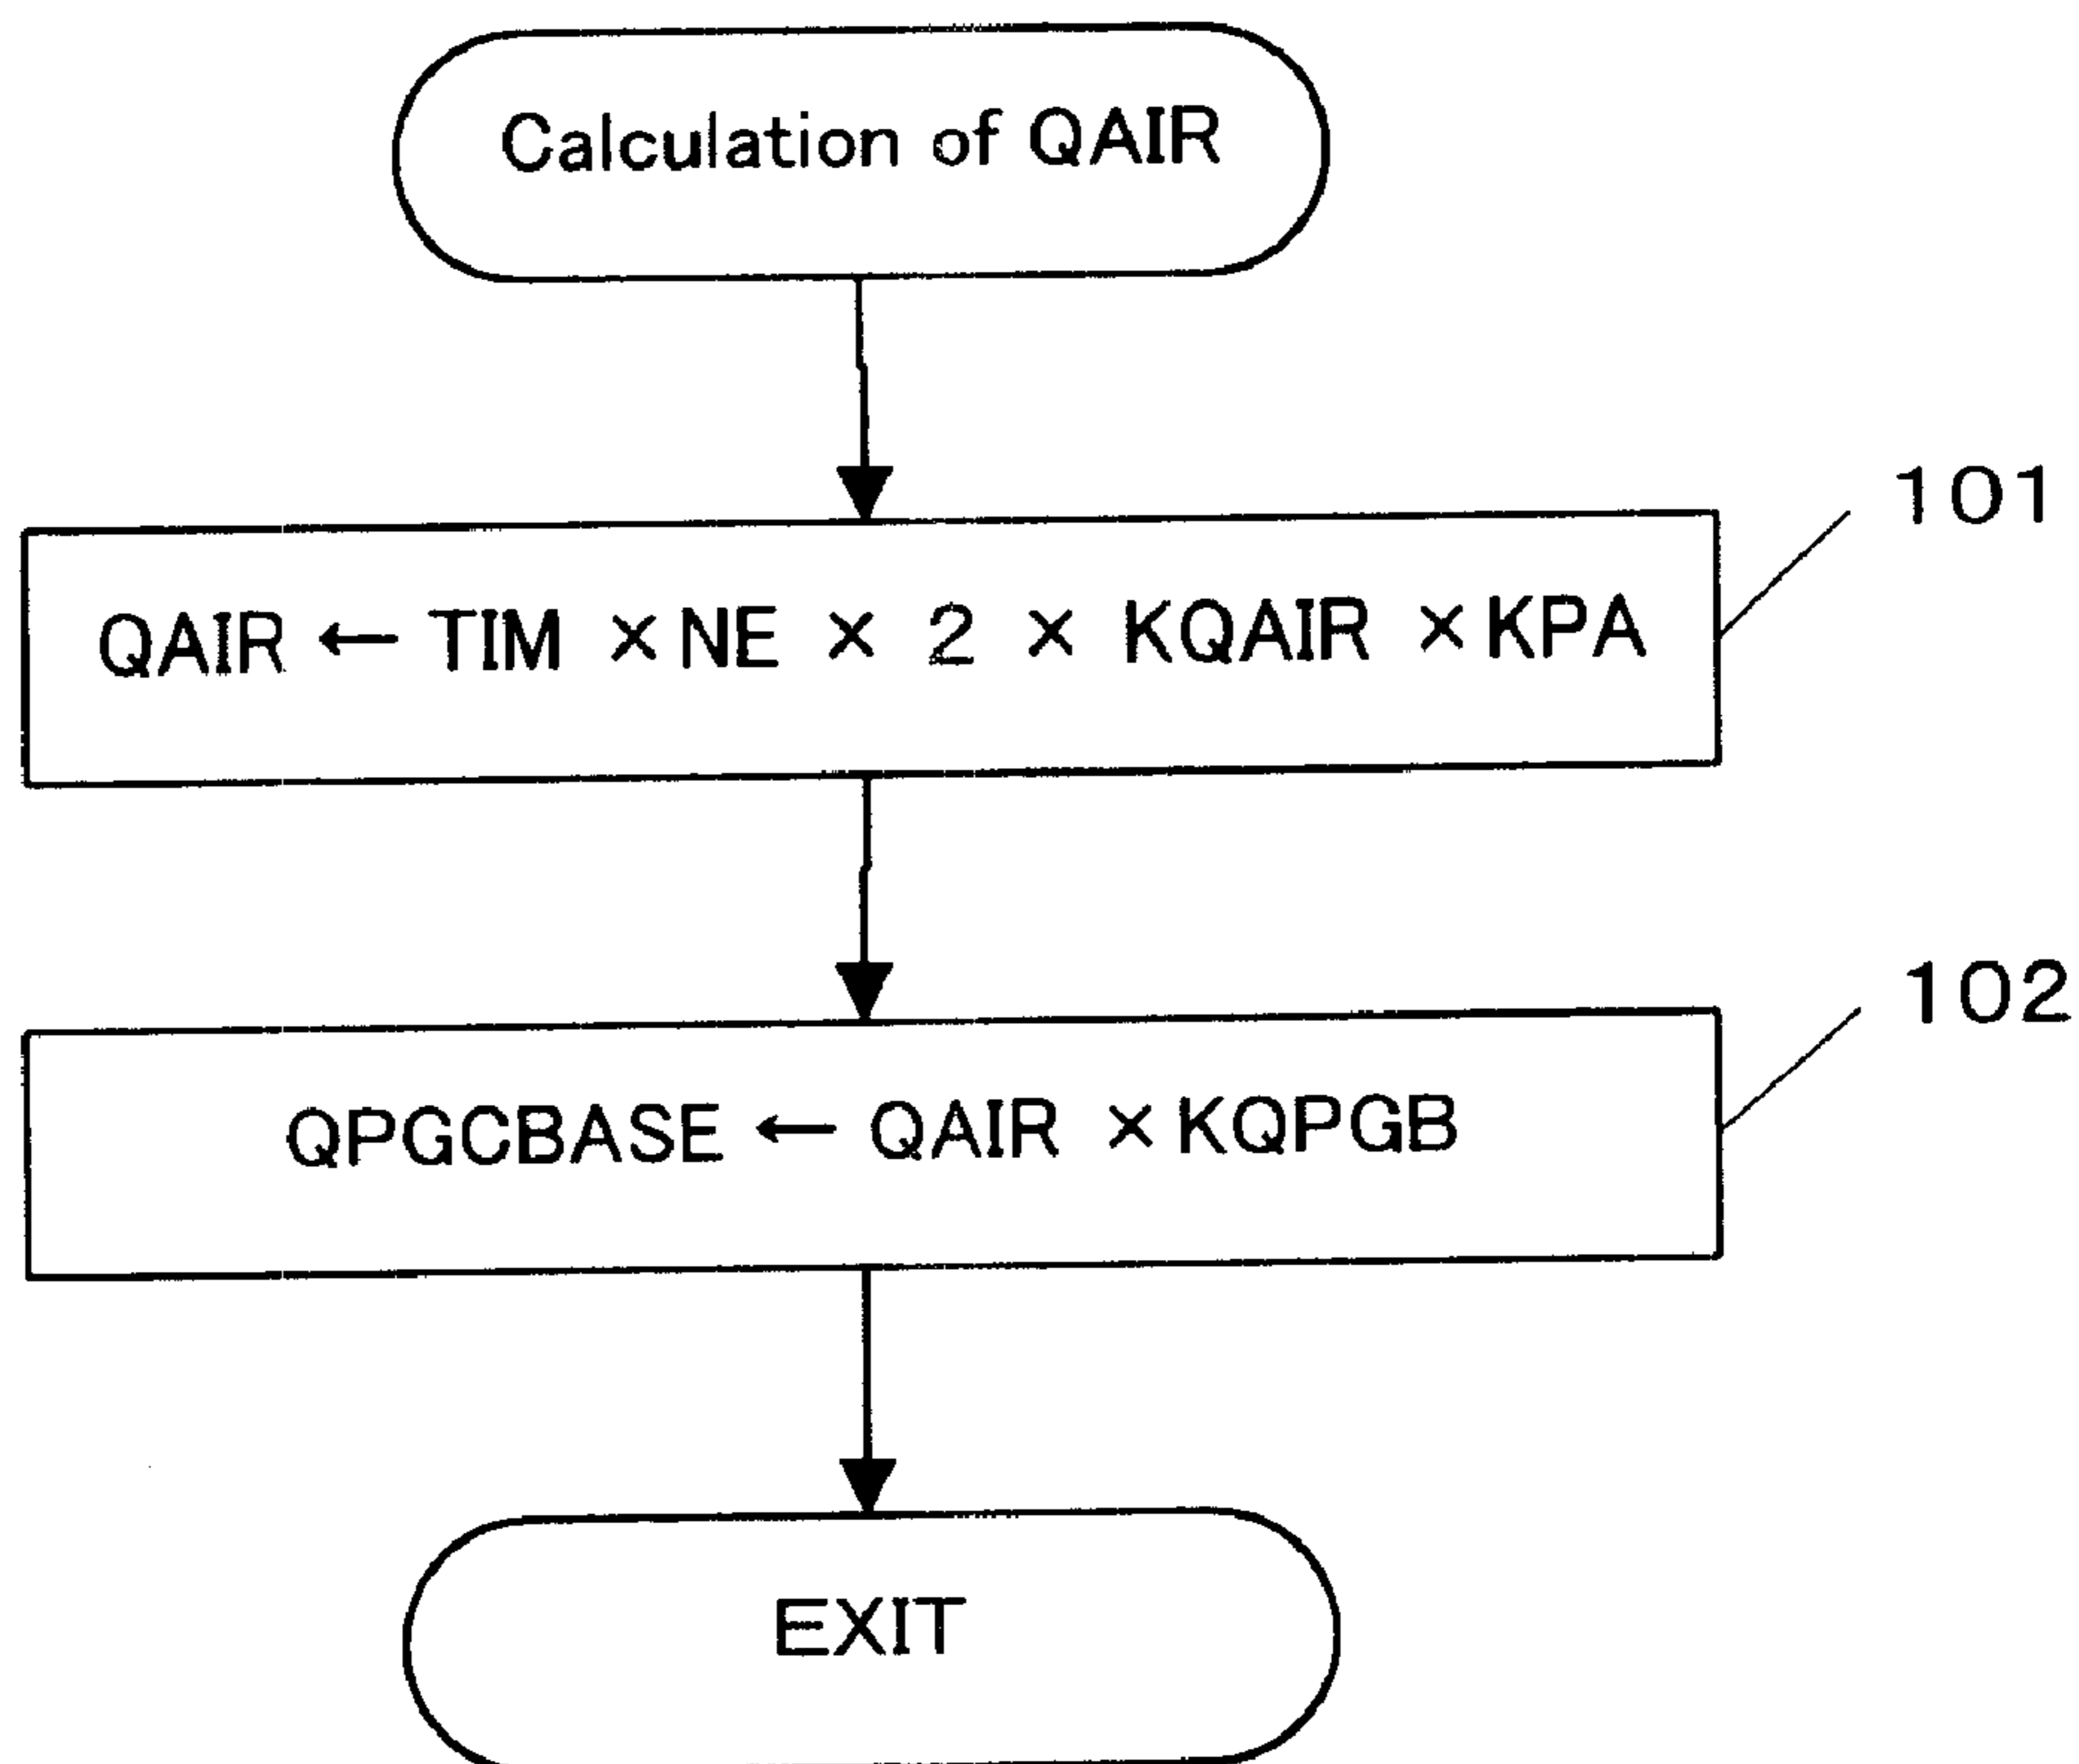 Calculation of QAIR
101
QAIR ← TIM × NE × 2 × KQAIR × KPA
102
QPGCBASE ← QAIR × KQPGB
EXIT